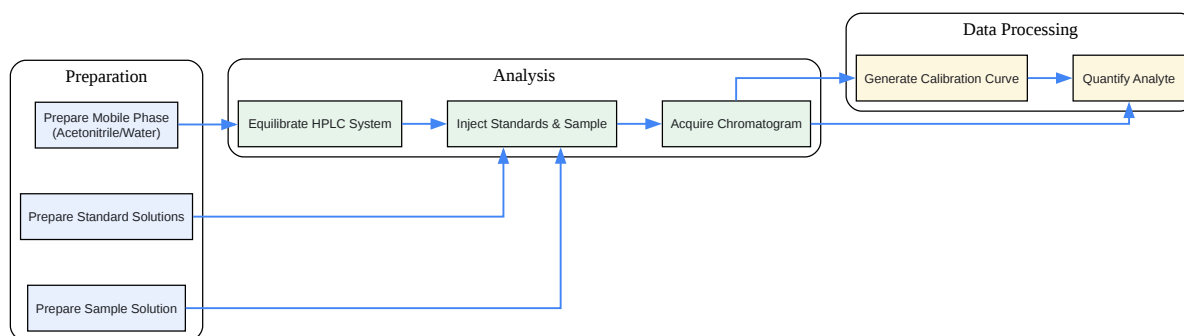 Preparation
Prepare Mobile Phase
(Acetonitrile/Water)
Prepare Standard Solutions
Prepare Sample Solution
Analysis
Equilibrate HPLC System
Inject Standards & Sample
Acquire Chromatogram
Data Processing
Generate Calibration Curve
Quantify Analyte